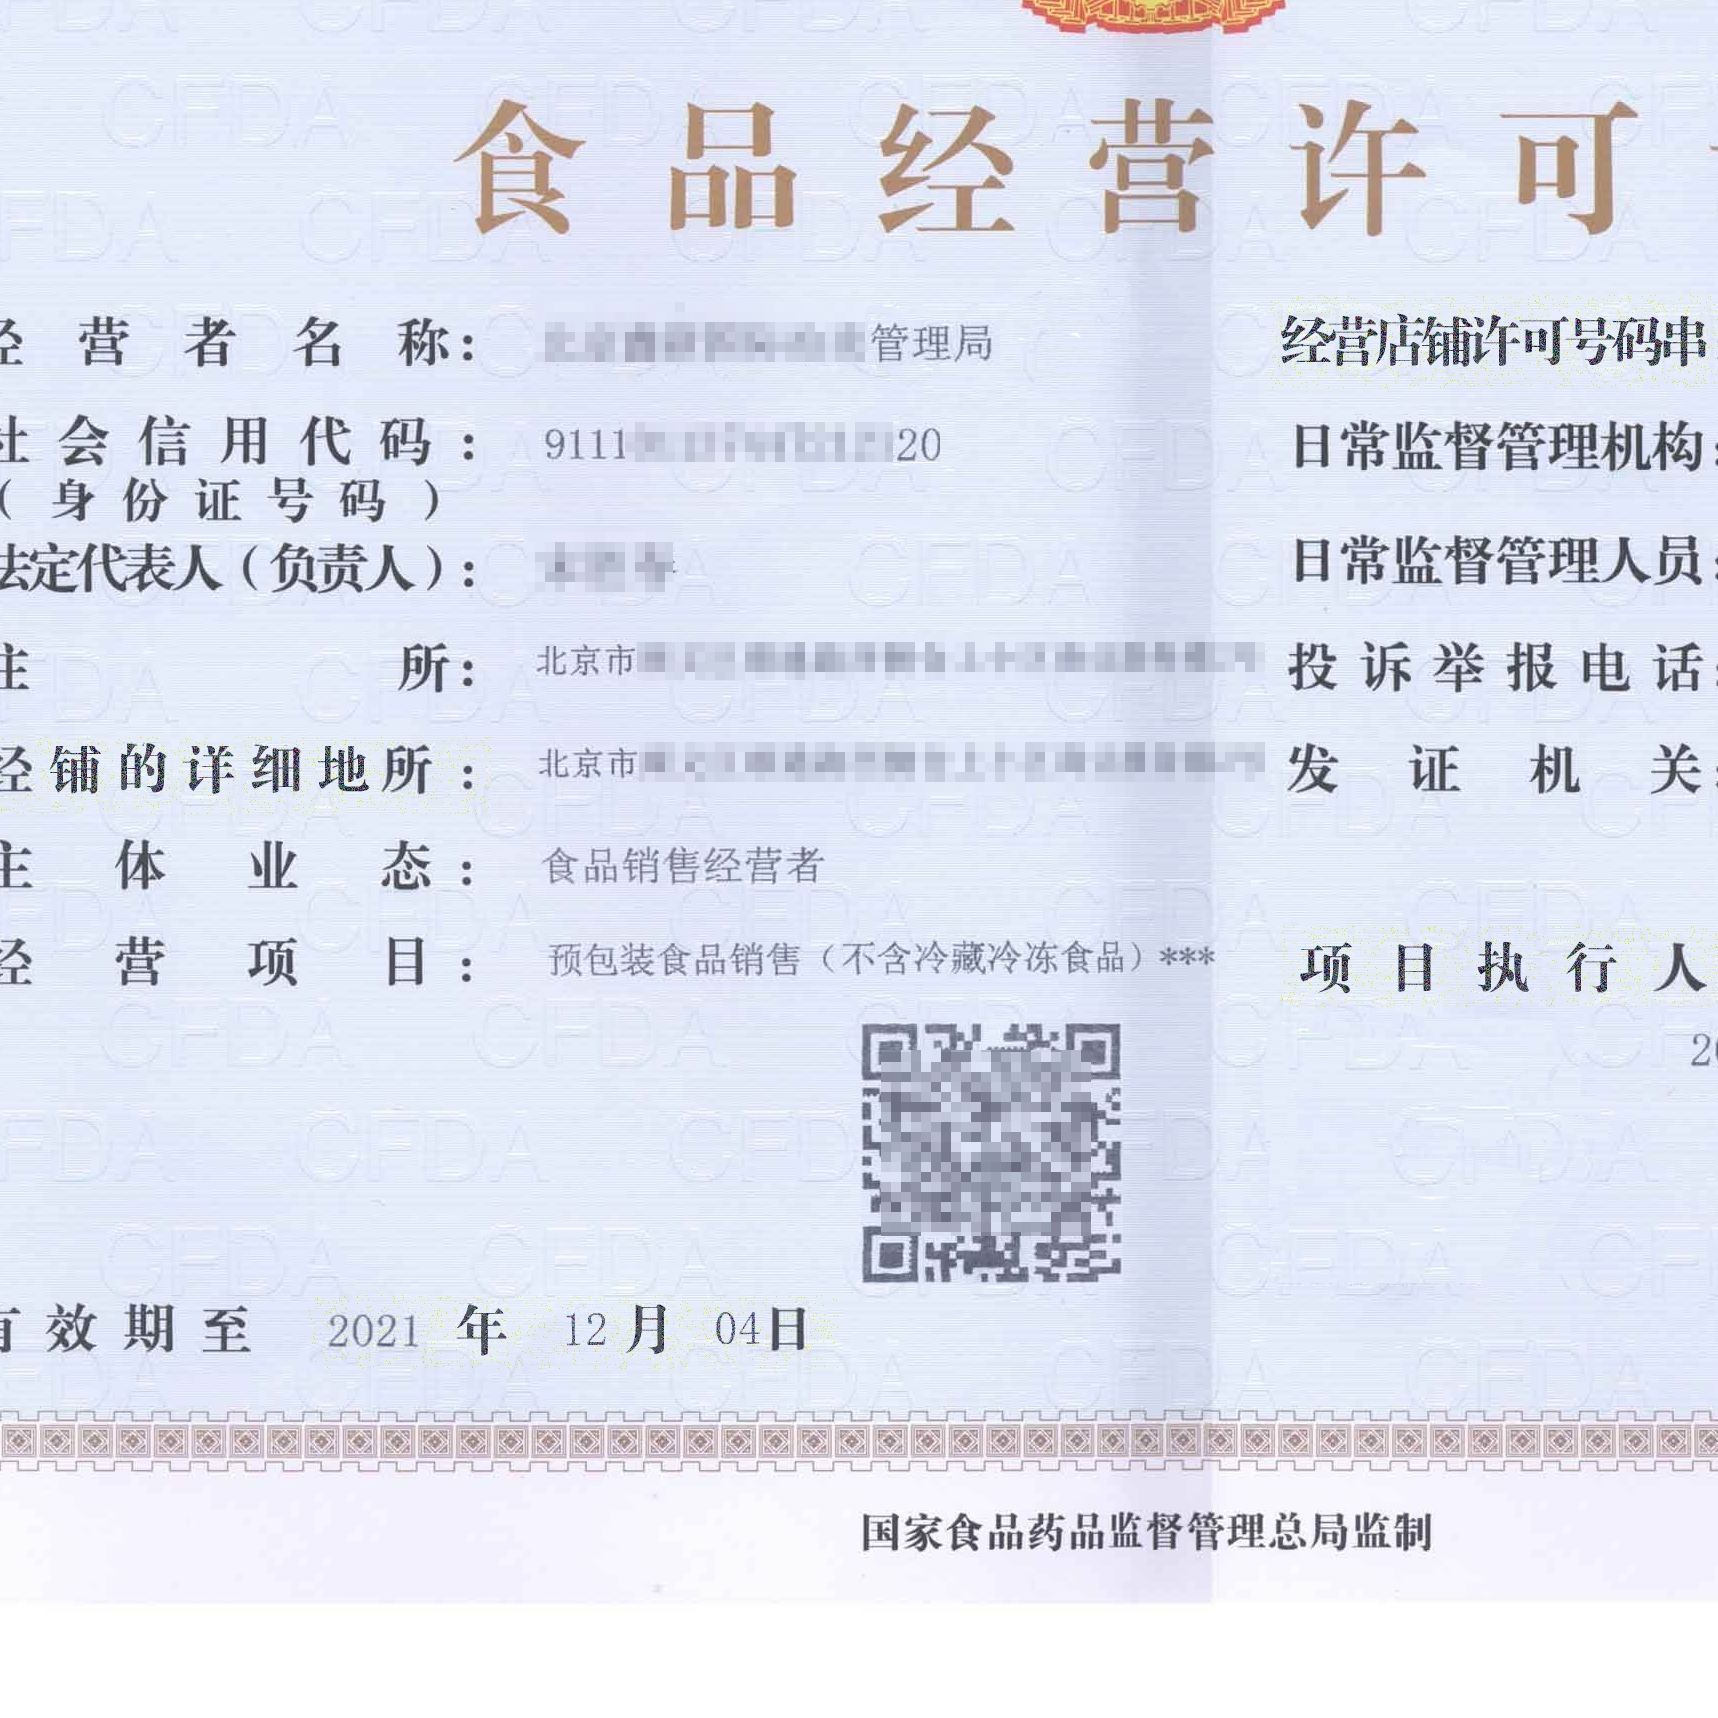 食品经营许可
经营者名称：管理局
社会信用代码：9111 20
（身份证号码）
法定代表人（负责人）：
住所：北京市
经铺的详细地所：北京市
主体业态：食品销售经营者
经营项目：预包装食品销售（不含冷藏冷冻食品）***
有效期至 2021 年 12 月 04日
经营店铺许可号码串：
日常监督管理机构：
日常监督管理人员：
投诉举报电话：
发证机关：
项目执行人
20
国家食品药品监督管理总局监制
CFDA